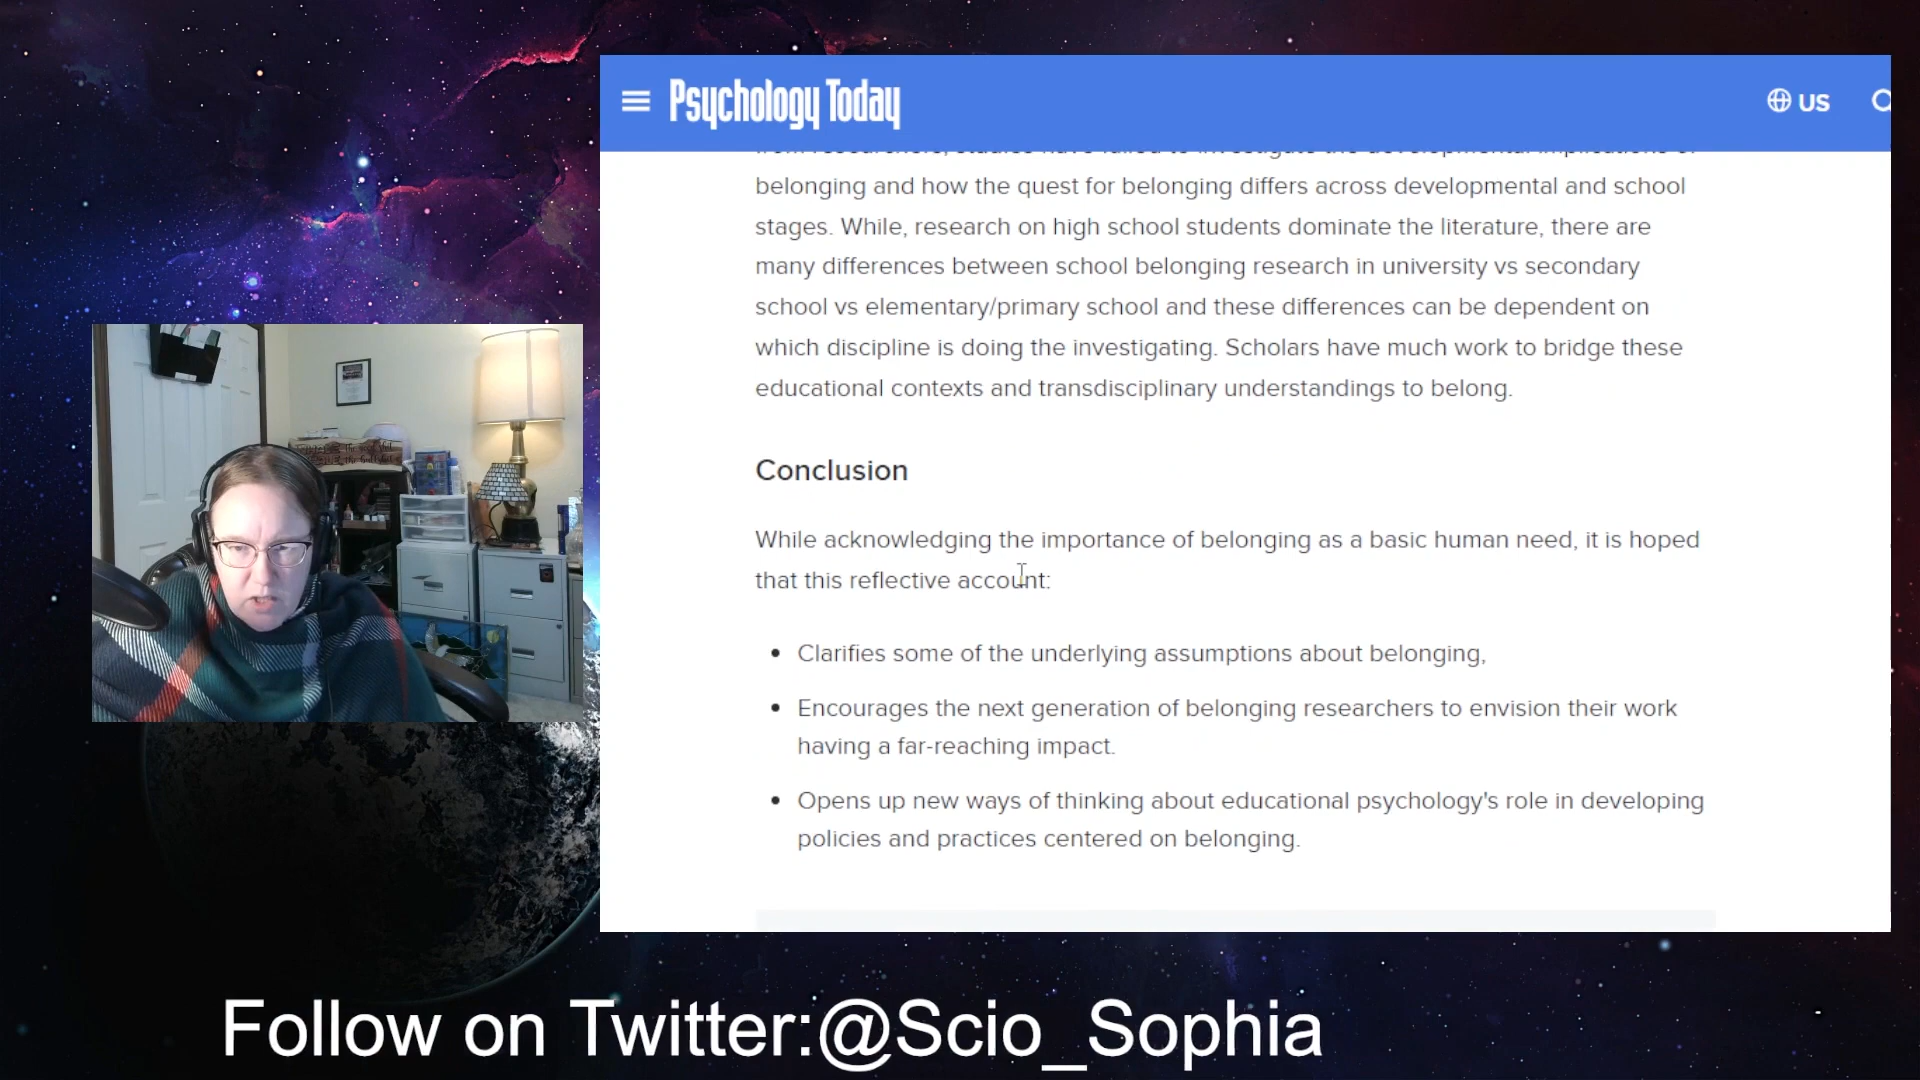 Psychology Today
US
belonging and how the quest for belonging differs across developmental and school
stages. While, research on high school students dominate the literature, there are
many differences between school belonging research in university vs secondary
school vs elementary/primary school and these differences can be dependent on
which discipline is doing the investigating. Scholars have much work to bridge these
educational contexts and transdisciplinary understandings to belong.
Conclusion
While acknowledging the importance of belonging as a basic human need, it is hoped
that this reflective account:
• Clarifies some of the underlying assumptions about belonging,
• Encourages the next generation of belonging researchers to envision their work
having a far-reaching impact.
• Opens up new ways of thinking about educational psychology's role in developing
policies and practices centered on belonging.
Follow on Twitter:@Scio_Sophia